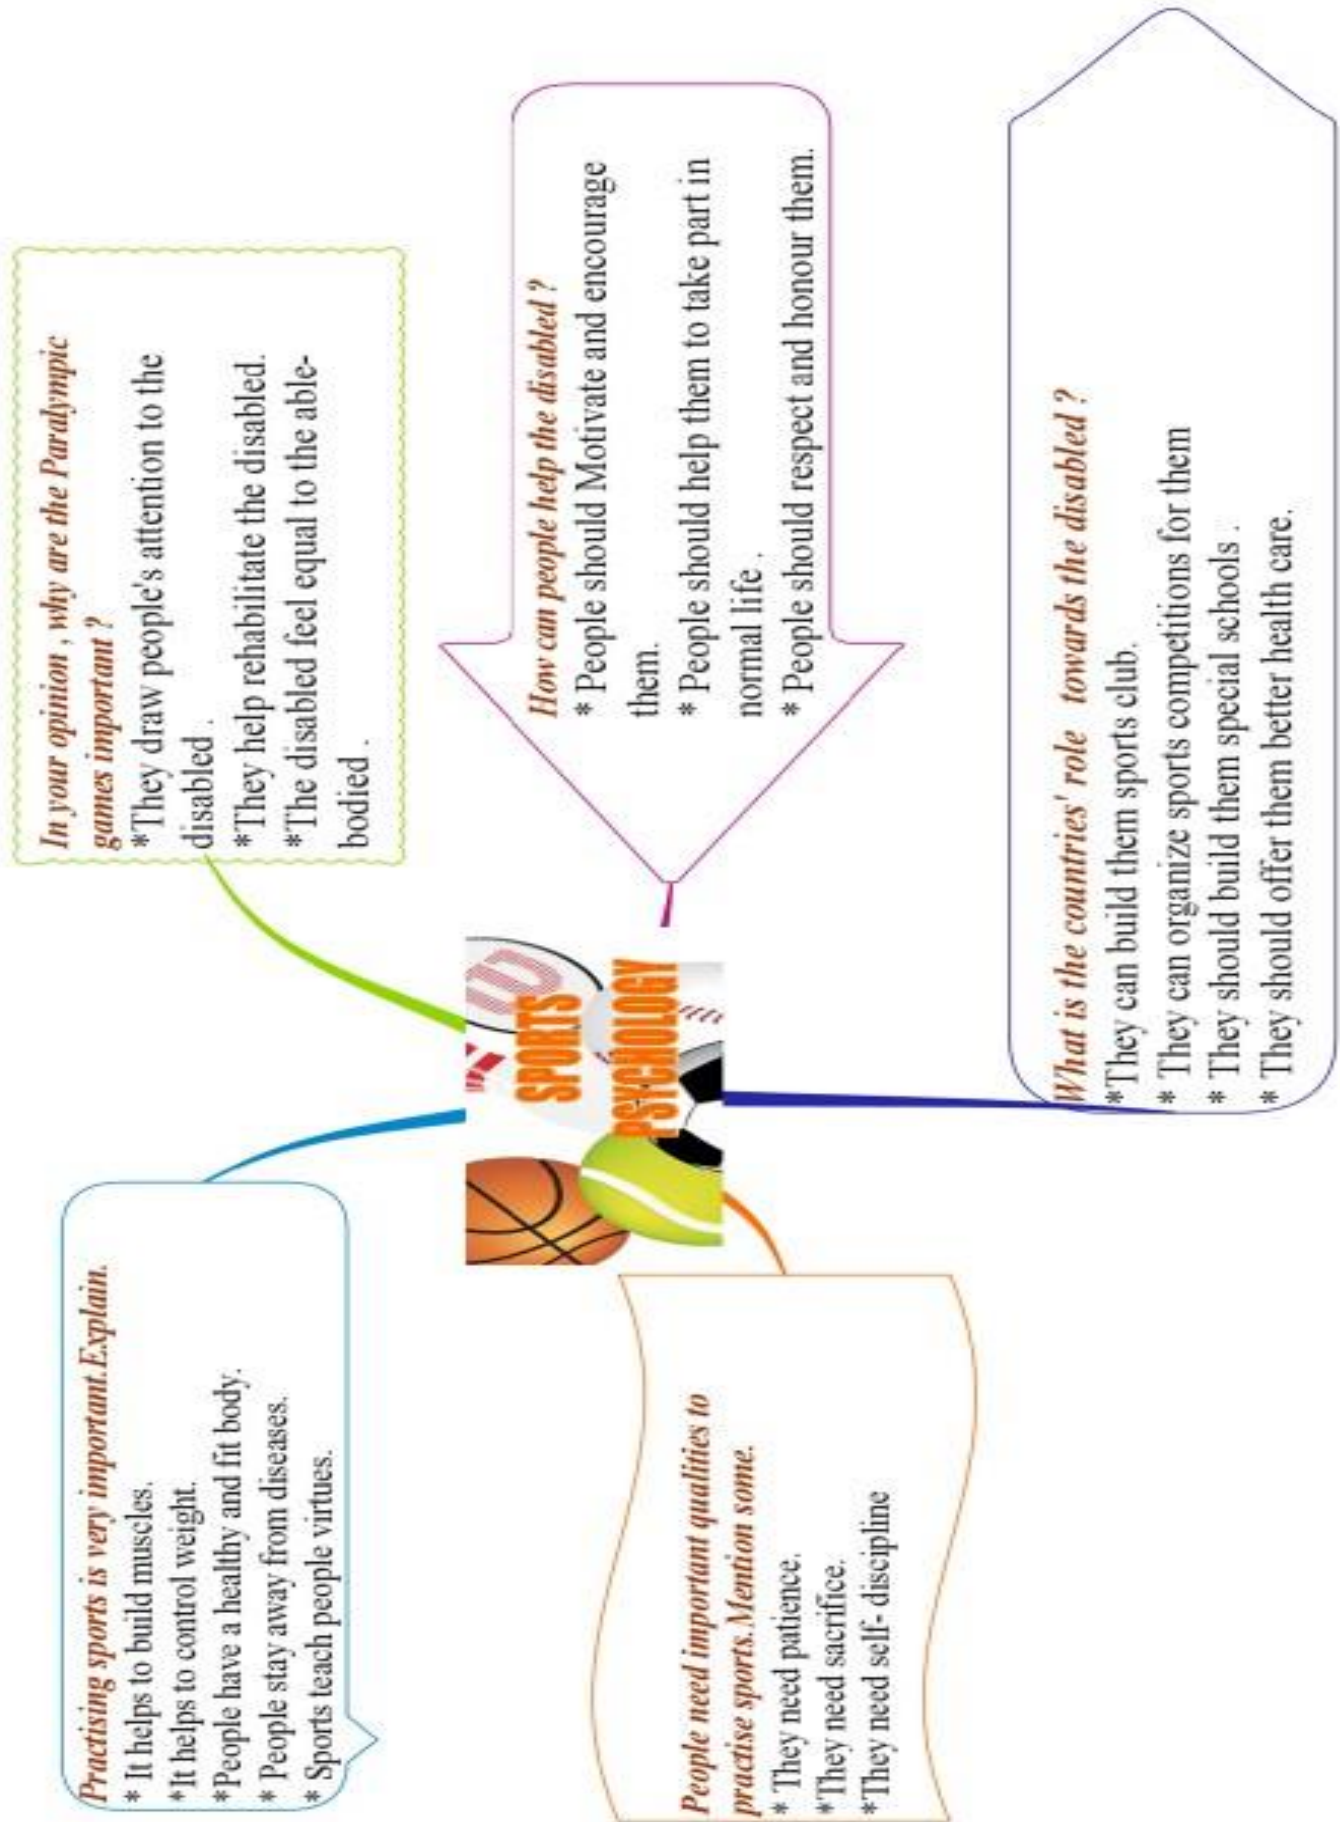 Practising sports is very important.Explain.
* It helps to build muscles.
*It helps to control weight.
*People have a healthy and fit body.
* People stay away from diseases.
* Sports teach people virtues.
In your opinion , why are the Paralympic
games important ?
*They draw people's attention to the
disabled .
*They help rehabilitate the disabled.
*The disabled feel equal to the able-
bodied .
SPORTS
PSYCHOLOGY
How can people help the disabled ?
* People should Motivate and encourage
them.
* People should help them to take part in
normal life .
* People should respect and honour them.
People need important qualities to
practise sports.Mention some.
* They need patience.
*They need sacrifice.
*They need self- discipline
What is the countries' role towards the disabled ?
*They can build them sports club.
* They can organize sports competitions for them
* They should build them special schools .
* They should offer them better health care.